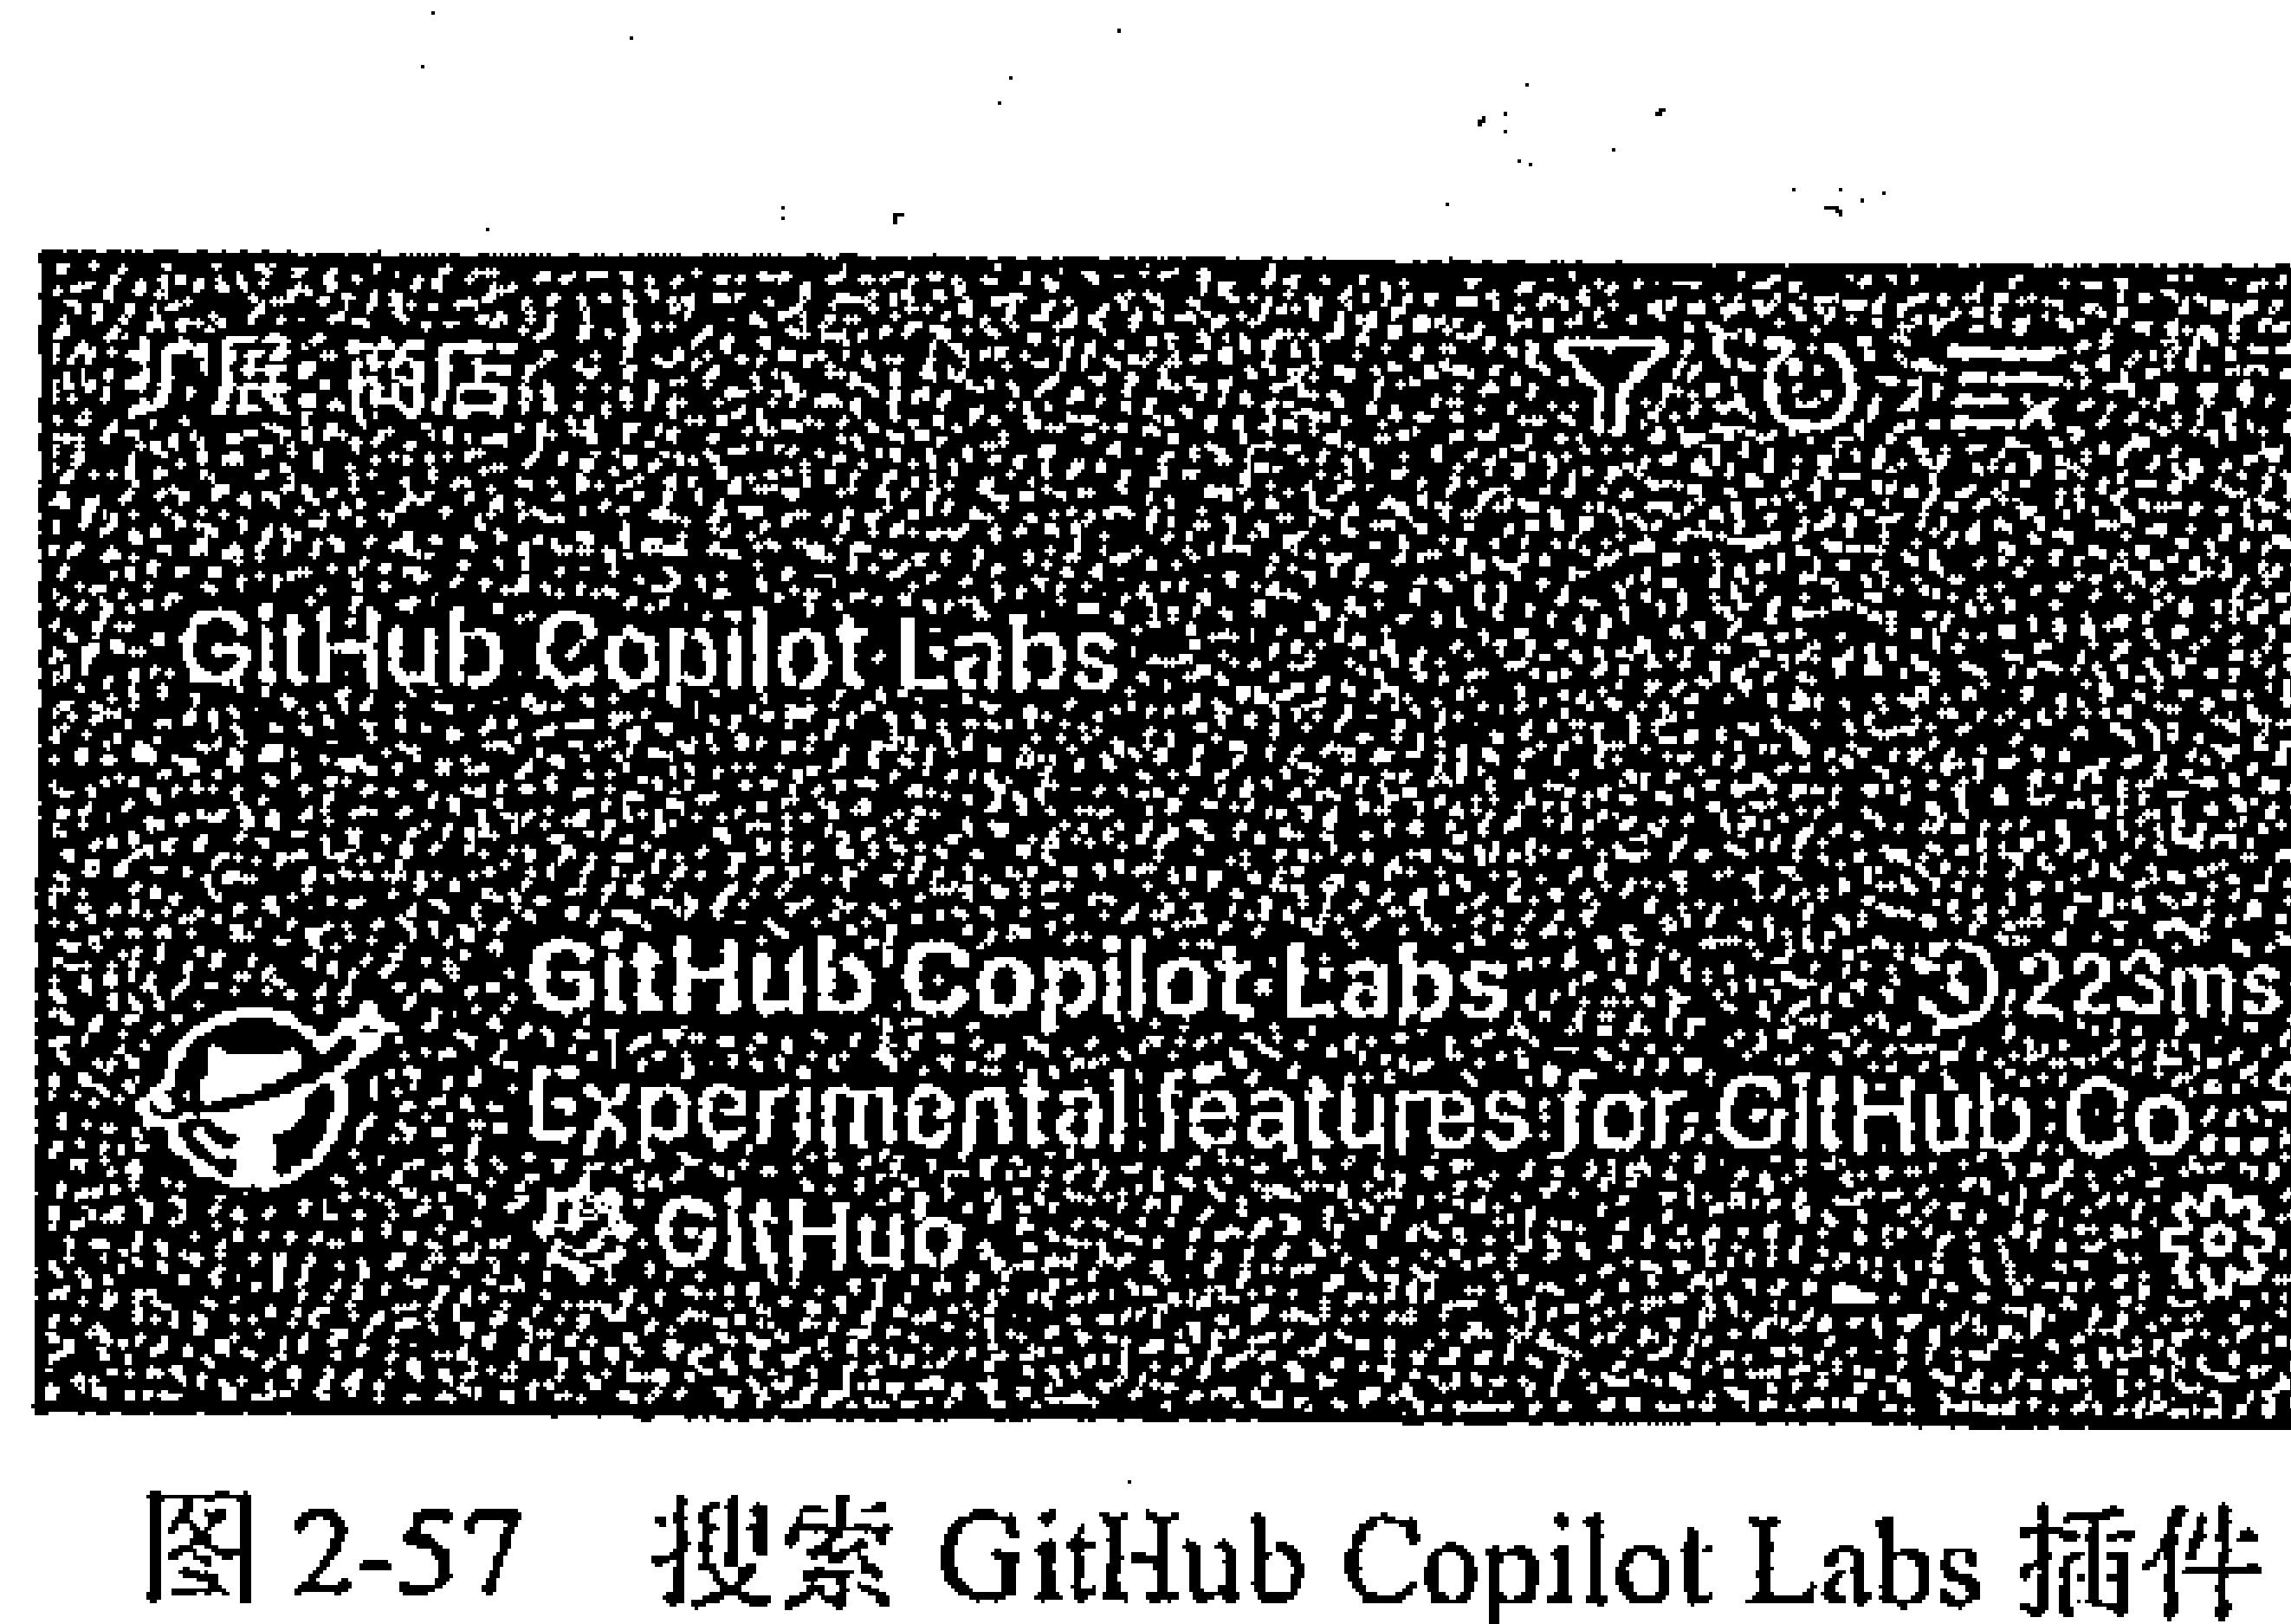 扩展: 商店
GitHub Copilot Labs
GitHub Copilot Labs 223ms
Experimental features for GitHub Co...
GitHub
图 2-57 搜索 GitHub Copilot Labs 插件